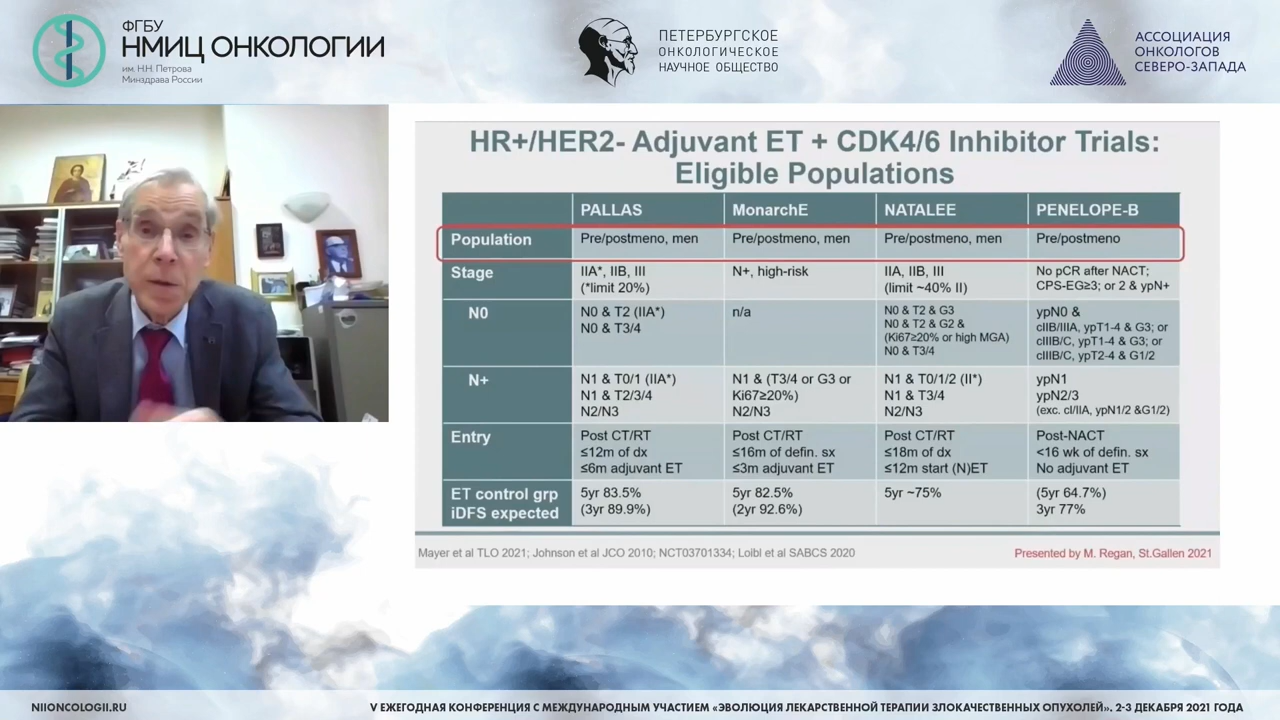 ФГБУ
НМИЦ ОНКОЛОГИИ
им. Н.Н. Петрова
Минздрава России
ПЕТЕРБУРГСКОЕ
ОНКОЛОГИЧЕСКОЕ
НАУЧНОЕ ОБЩЕСТВО
АССОЦИАЦИЯ
ОНКОЛОГОВ
СЕВЕРО-ЗАПАДА
HR+/HER2- Adjuvant ET + CDK4/6 Inhibitor Trials:
Eligible Populations
PALLAS MonarchE NATALEE PENELOPE-B
Population Pre/postmeno, men Pre/postmeno, men Pre/postmeno, men Pre/postmeno
Stage IIA*, IIB, III N+, high-risk IIA, IIB, III No pCR after NACT;
(*limit 20%) (limit ~40% II) CPS-EG≥3; or 2 & ypN+
N0 N0 & T2 (IIA*) n/a N0 & T2 & G3 ypN0 &
N0 & T3/4 N0 & T2 & G2 & cIIB/IIIA, ypT1-4 & G3; or
(Ki67≥20% or high MGA) cIIIB/C, ypT1-4 & G3; or
N0 & T3/4 cIIIB/C, ypT2-4 & G1/2
N+ N1 & T0/1 (IIA*) N1 & (T3/4 or G3 or N1 & T0/1/2 (II*) ypN1
N1 & T2/3/4 Ki67≥20%) N1 & T3/4 ypN2/3
N2/N3 N2/N3 N2/N3 (exc. cI/IIA, ypN1/2 &G1/2)
Entry Post CT/RT Post CT/RT Post CT/RT Post-NACT
≤12m of dx ≤16m of defin. sx ≤18m of dx <16 wk of defin. sx
≤6m adjuvant ET ≤3m adjuvant ET ≤12m start (N)ET No adjuvant ET
ET control grp 5yr 83.5% 5yr 82.5% 5yr ~75% (5yr 64.7%)
iDFS expected (3yr 89.9%) (2yr 92.6%) 3yr 77%
Mayer et al TLO 2021; Johnson et al JCO 2010; NCT03701334; Loibl et al SABCS 2020 Presented by M. Regan, St.Gallen 2021
NIIONCOLOGII.RU V ЕЖЕГОДНАЯ КОНФЕРЕНЦИЯ С МЕЖДУНАРОДНЫМ УЧАСТИЕМ «ЭВОЛЮЦИЯ ЛЕКАРСТВЕННОЙ ТЕРАПИИ ЗЛОКАЧЕСТВЕННЫХ ОПУХОЛЕЙ». 2-3 ДЕКАБРЯ 2021 ГОДА